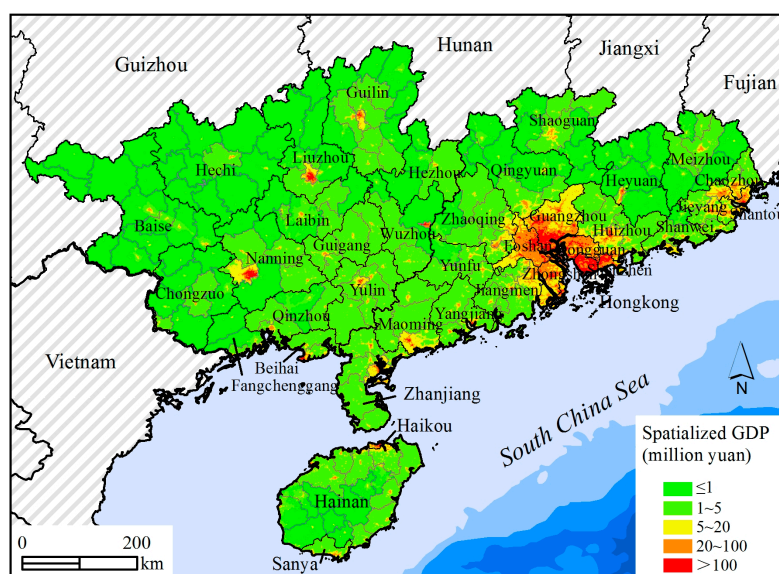 Hunan
Jiangxi
Guizhou
Fujian
Guilin
Shaoguan
Meizhou
Hechi
Liuzhou
Hezhou
Qingyuan
Heyuan
Chaozhou
Jieyang
Shantou
Baise
Laibin
Wuzhou
Zhaoqing
Guangzhou
Huizhou
Shanwei
Nanning
Guigang
Foshan
Dongguan
Chongzuo
Yulin
Yunfu
Zhongshan
Jiangmen
Hongkong
Qinzhou
Maoming
Yangjiang
Vietnam
Beihai
Fangchenggang
Zhanjiang
Haikou
South China Sea
N
Hainan
Sanya
Spatialized GDP
(million yuan)
≤1
1~5
5~20
20~100
>100
0 200
km